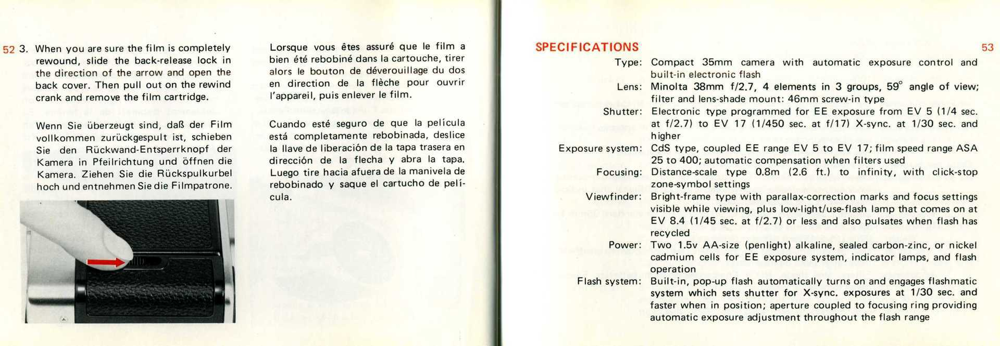 52 3. When you are sure the film is completely
rewound, slide the back-release lock in
the direction of the arrow and open the
back cover. Then pull out on the rewind
crank and remove the film cartridge.
Wenn Sie überzeugt sind, daß der Film
vollkommen zurückgespult ist, schieben
Sie den Rückwand-Entsperrknopf der
Kamera in Pfeilrichtung und öffnen die
Kamera. Ziehen Sie die Rückspulkurbel
hoch und entnehmen Sie die Filmpatrone.
Lorsque vous êtes assuré que le film a
bien été rebobiné dans la cartouche, tirer
alors le bouton de déverouillage du dos
en direction de la flèche pour ouvrir
l'appareil, puis enlever le film.
Cuando esté seguro de que la película
está completamente rebobinada, deslice
la llave de liberación de la tapa trasera en
dirección de la flecha y abra la tapa.
Luego tire hacia afuera de la manivela de
rebobinado y saque el cartucho de pelí-
cula.
SPECIFICATIONS 53
Type: Compact 35mm camera with automatic exposure control and
built-in electronic flash
Lens: Minolta 38mm f/2.7, 4 elements in 3 groups, 59° angle of view;
filter and lens-shade mount: 46mm screw-in type
Shutter: Electronic type programmed for EE exposure from EV 5 (1/4 sec.
at f/2.7) to EV 17 (1/450 sec. at f/17) X-sync. at 1/30 sec. and
higher
Exposure system: CdS type, coupled EE range EV 5 to EV 17; film speed range ASA
25 to 400; automatic compensation when filters used
Focusing: Distance-scale type 0.8m (2.6 ft.) to infinity, with click-stop
zone-symbol settings
Viewfinder: Bright-frame type with parallax-correction marks and focus settings
visible while viewing, plus low-light/use-flash lamp that comes on at
EV 8.4 (1/45 sec. at f/2.7) or less and also pulsates when flash has
recycled
Power: Two 1.5v AA-size (penlight) alkaline, sealed carbon-zinc, or nickel
cadmium cells for EE exposure system, indicator lamps, and flash
operation
Flash system: Built-in, pop-up flash automatically turns on and engages flashmatic
system which sets shutter for X-sync. exposures at 1/30 sec. and
faster when in position; aperture coupled to focusing ring providing
automatic exposure adjustment throughout the flash range